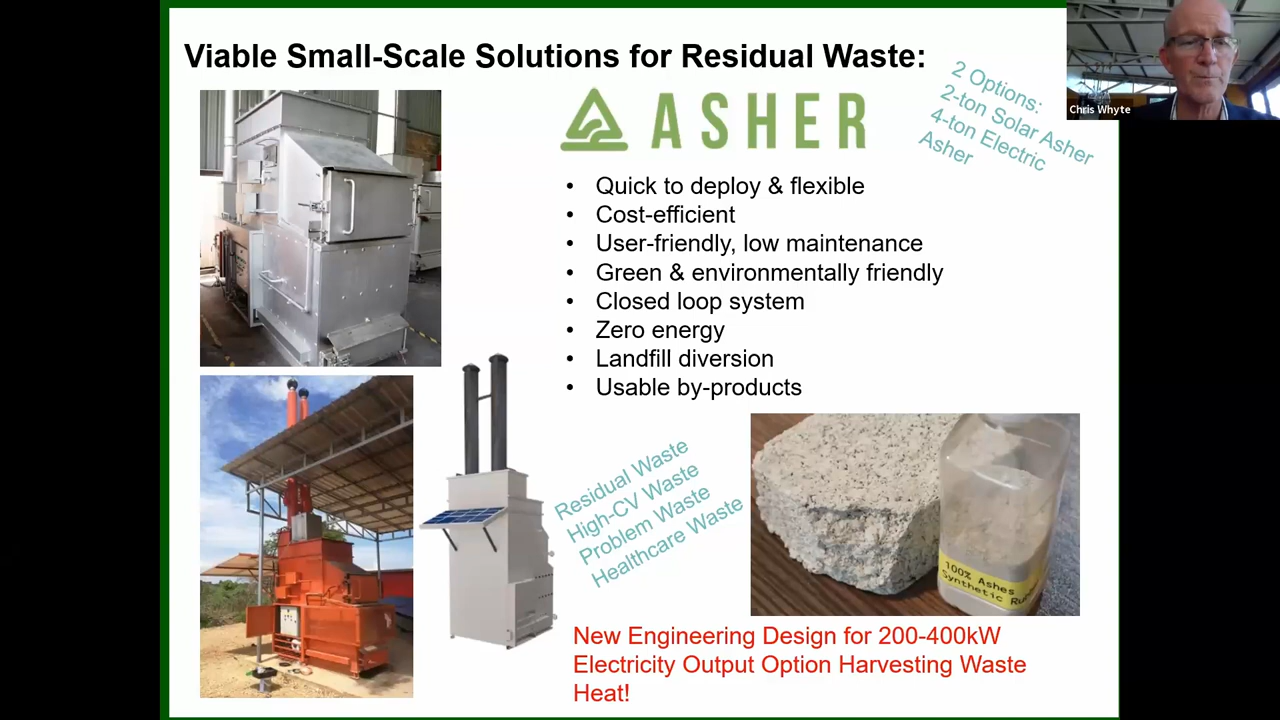 Viable Small-Scale Solutions for Residual Waste:
ASHER
2 Options:
2-ton Solar Asher
4-ton Electric
Asher
Chris Whyte
• Quick to deploy & flexible
• Cost-efficient
• User-friendly, low maintenance
• Green & environmentally friendly
• Closed loop system
• Zero energy
• Landfill diversion
• Usable by-products
Residual Waste
High-CV Waste
Problem Waste
Healthcare Waste
100% Ashes
Synthetic
New Engineering Design for 200-400kW
Electricity Output Option Harvesting Waste
Heat!